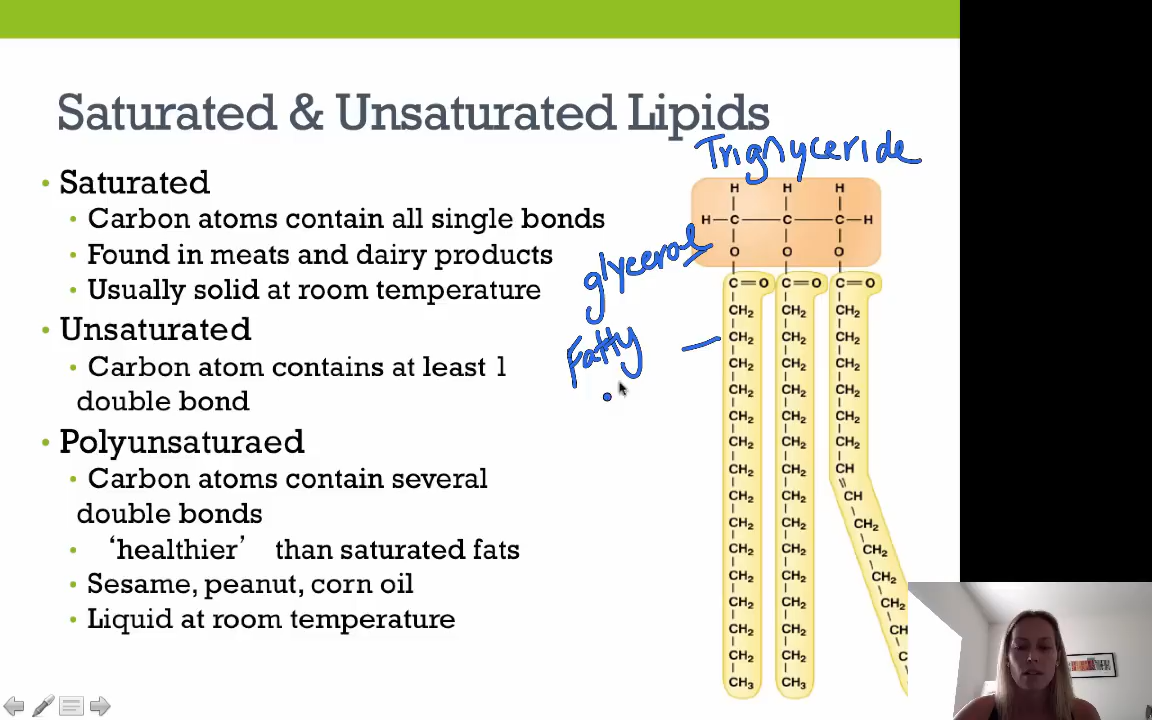 Saturated & Unsaturated Lipids
Triglyceride
• Saturated
• Carbon atoms contain all single bonds
• Found in meats and dairy products
• Usually solid at room temperature
• Unsaturated
• Carbon atom contains at least 1
double bond
• Polyunsaturaed
• Carbon atoms contain several
double bonds
• ‘healthier’ than saturated fats
• Sesame, peanut, corn oil
• Liquid at room temperature
glycerol
Fatty
H H H
H—C—C—C—H
O O O
C=O C=O C=O
CH₂ CH₂ CH₂
CH₂ CH₂ CH₂
CH₂ CH₂ CH₂
CH₂ CH₂ CH₂
CH₂ CH₂ CH₂
CH₂ CH₂ CH₂
CH₂ CH₂ CH
CH₂ CH₂ CH
CH₂ CH₂ CH₂
CH₂ CH₂ CH₂
CH₂ CH₂ CH₂
CH₂ CH₂ CH₂
CH₂ CH₂ CH
CH₂ CH₂ C
CH₃ CH₃